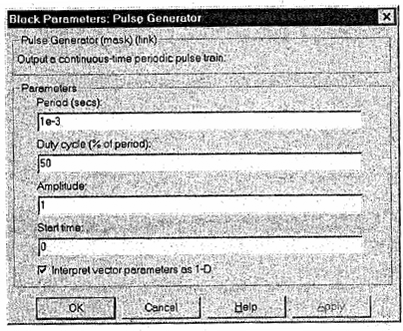 Block Parameters: Pulse Generator
Pulse Generator (mask) (link)
Output a continuous-time periodic pulse train.
Parameters
Period (secs):
1e-3
Duty cycle (% of period):
50
Amplitude:
1
Start time:
0
Interpret vector parameters as 1-D
OK Cancel Help Apply